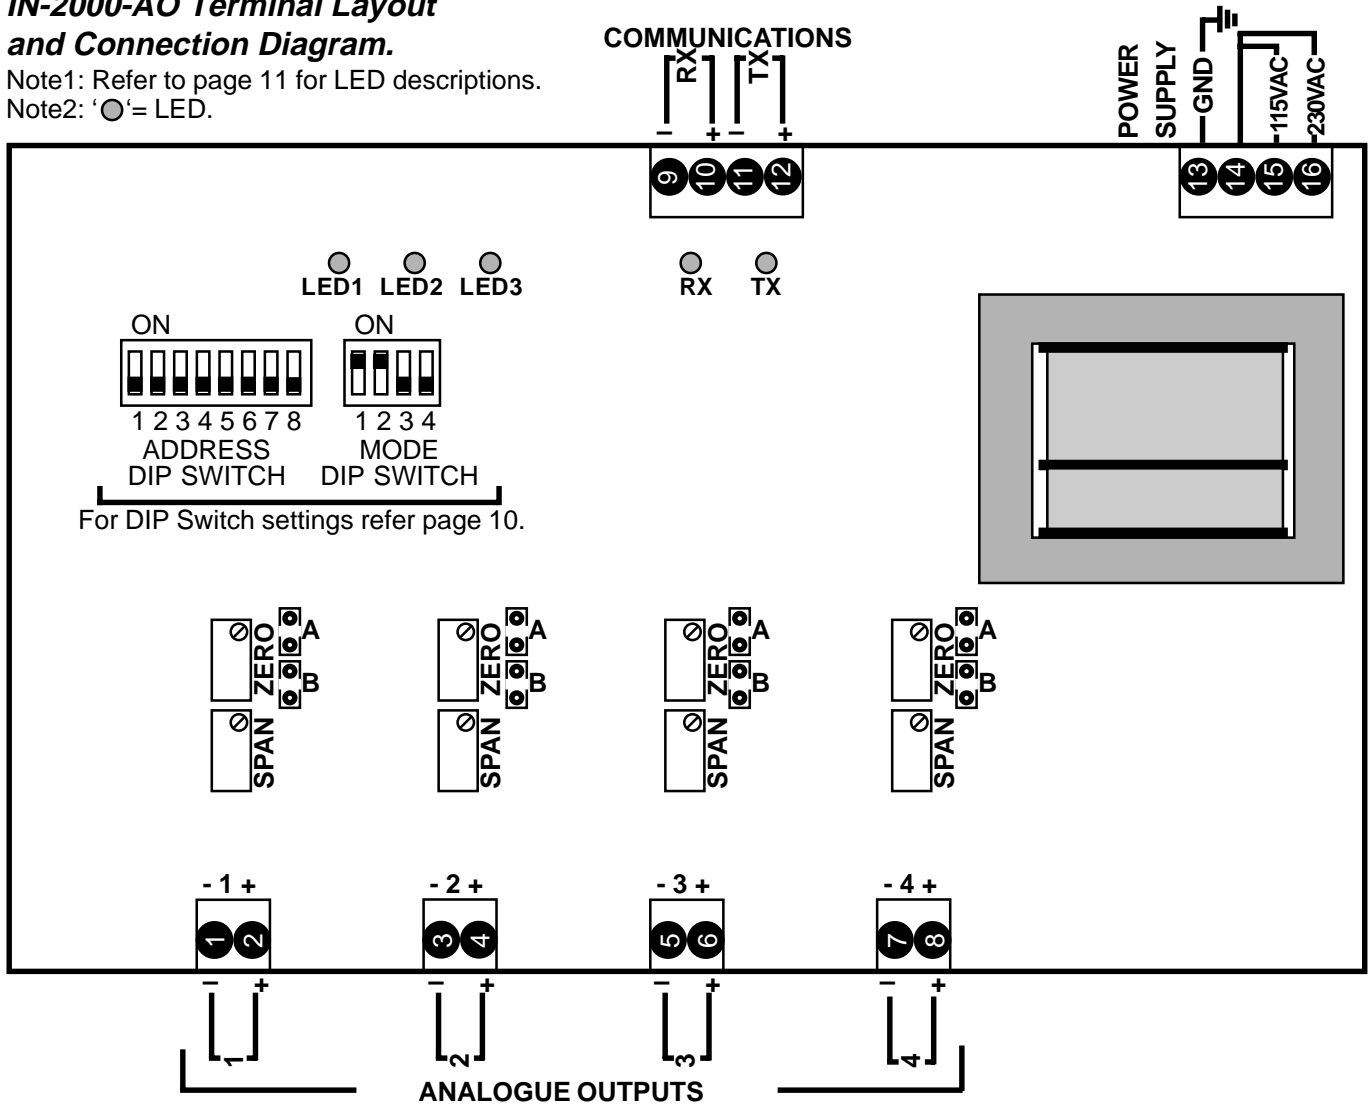 IN-2000-AO Terminal Layout
and Connection Diagram.
Note1: Refer to page 11 for LED descriptions.
Note2: ‘ ‘= LED.
COMMUNICATIONS
RX TX
– + – +
9 10 11 12
POWER
SUPPLY
GND
115VAC
230VAC
13 14 15 16
LED1 LED2 LED3
RX TX
ON
1 2 3 4 5 6 7 8
ADDRESS
DIP SWITCH
ON
1 2 3 4
MODE
DIP SWITCH
For DIP Switch settings refer page 10.
ZERO A
B
SPAN
ZERO A
B
SPAN
ZERO A
B
SPAN
ZERO A
B
SPAN
- 1 +
- 2 +
- 3 +
- 4 +
1 2
3 4
5 6
7 8
– +
– +
– +
– +
1
2
3
4
ANALOGUE OUTPUTS